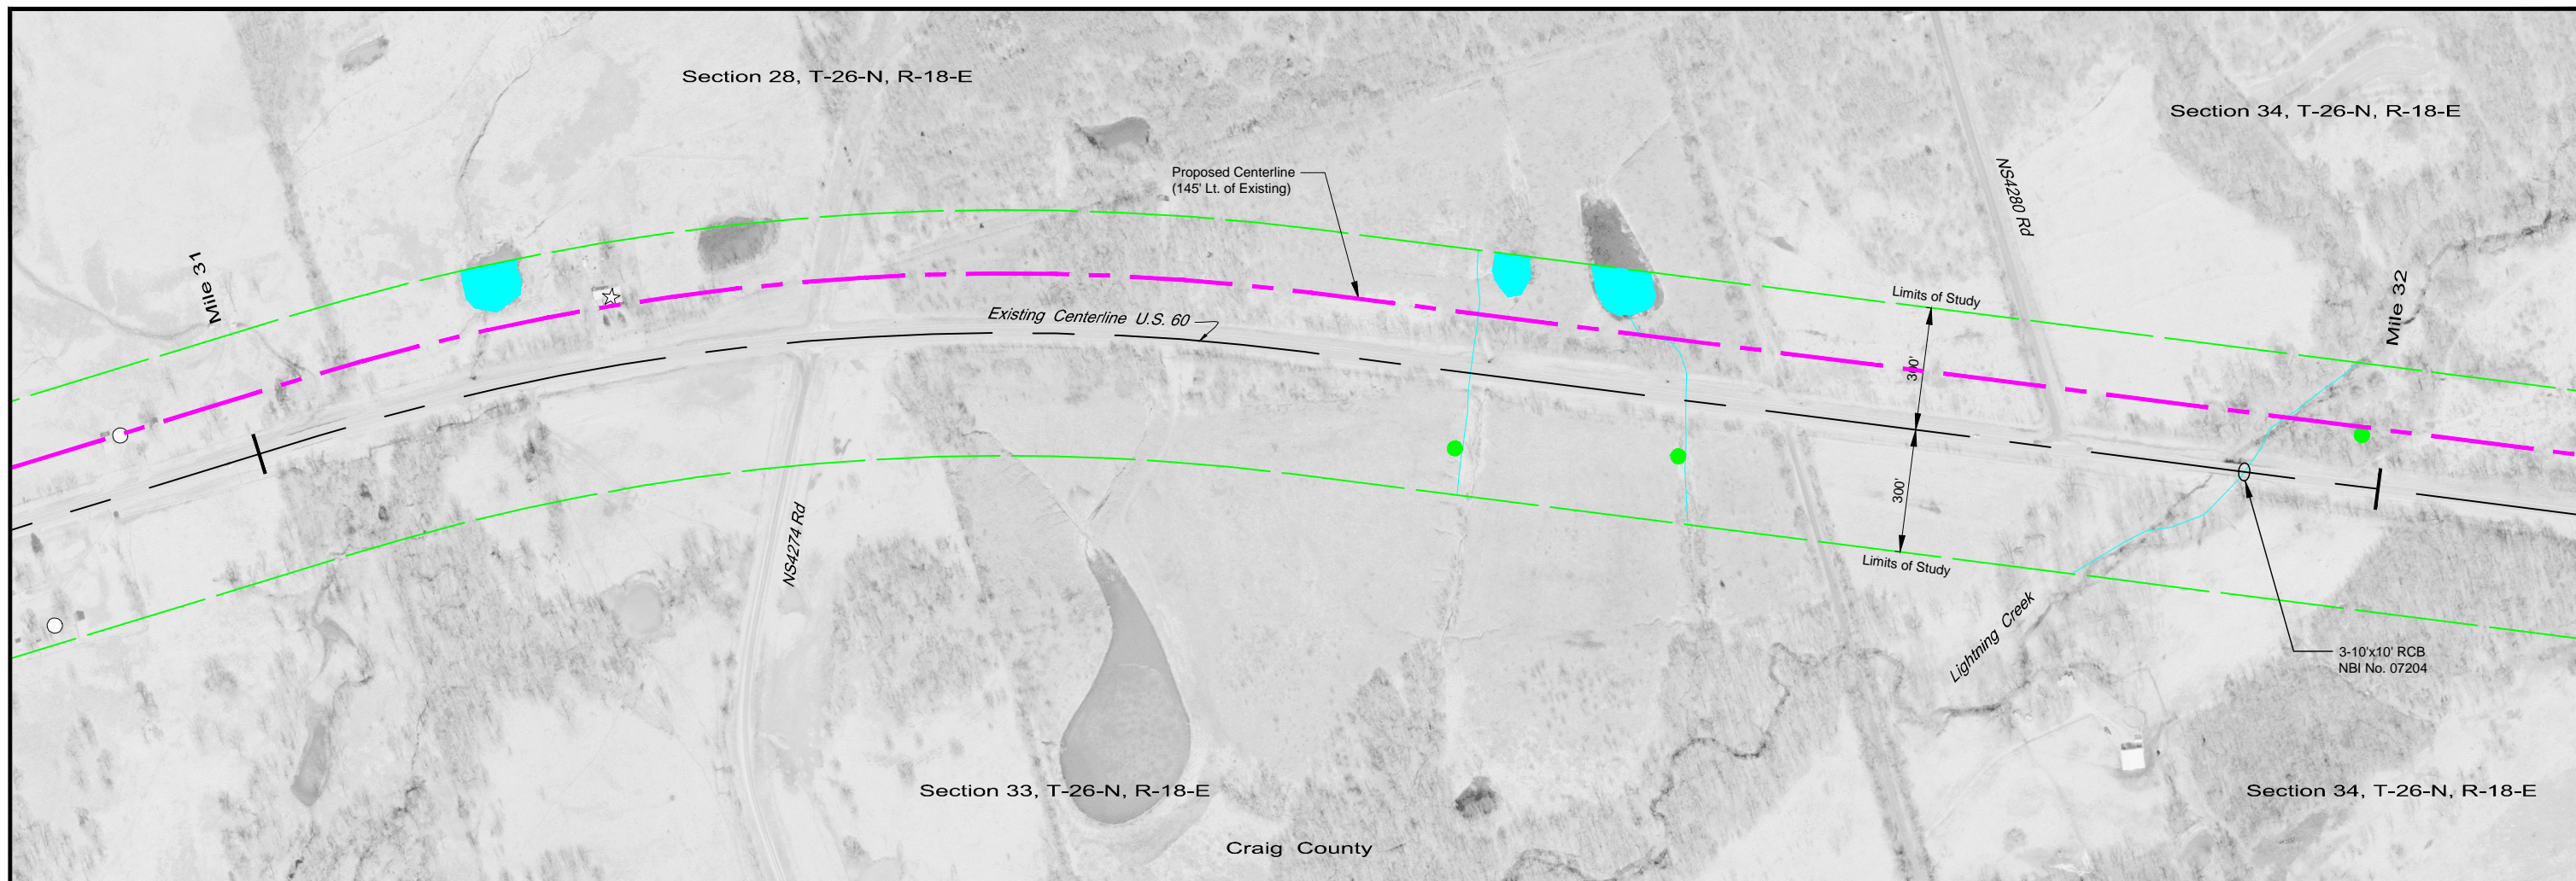 Section 28, T-26-N, R-18-E
Section 34, T-26-N, R-18-E
Proposed Centerline
(145' Lt. of Existing)
NS4280 Rd
Mile 31
Mile 32
Limits of Study
Existing Centerline U.S. 60
300'
300'
NS4274 Rd
Limits of Study
Lightning Creek
3-10'x10' RCB
NBI No. 07204
Section 33, T-26-N, R-18-E
Section 34, T-26-N, R-18-E
Craig County